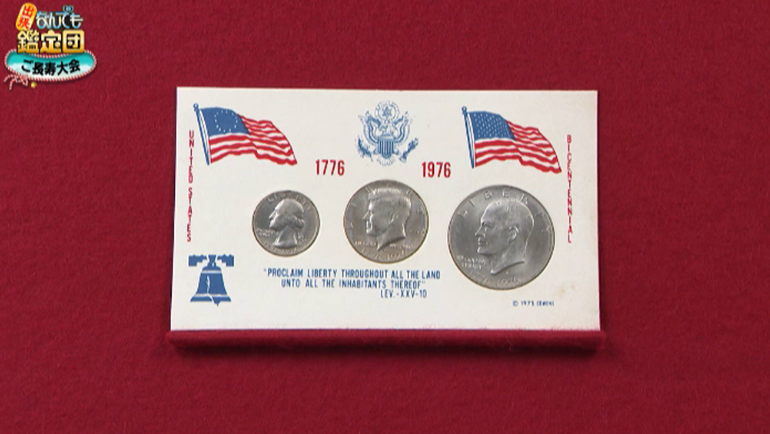 出張
なんでも
鑑定団
ご長寿大会
UNITED STATES
1776
1976
BICENTENNIAL
LIBERTY
"PROCLAIM LIBERTY THROUGHOUT ALL THE LAND
UNTO ALL THE INHABITANTS THEREOF"
LEV.-XXV-10
© 1975